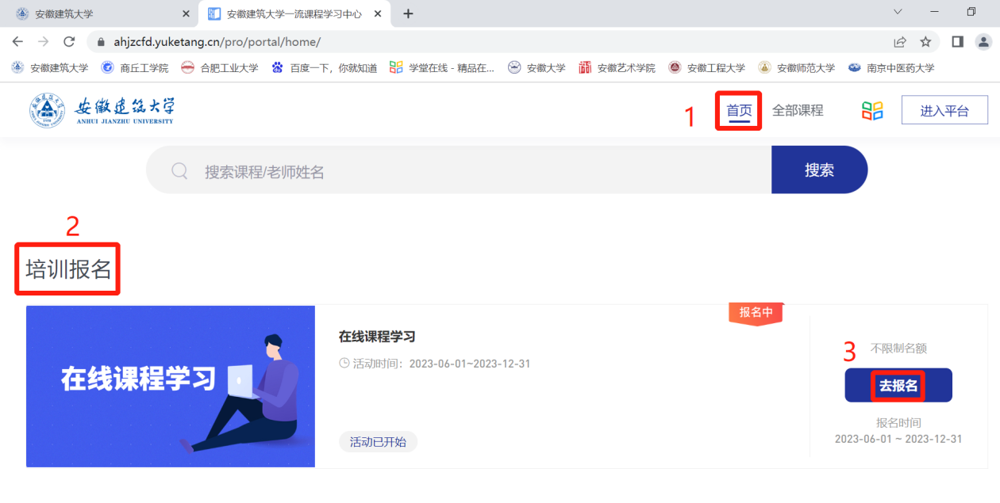 安徽建筑大学
安徽建筑大学一流课程学习中心
ahjzcfd.yuketang.cn/pro/portal/home/
安徽建筑大学
商丘工学院
合肥工业大学
百度一下，你就知道
学堂在线 - 精品在...
安徽大学
安徽艺术学院
安徽工程大学
安徽师范大学
南京中医药大学
安徽建筑大学
ANHUI JIANZHU UNIVERSITY
1
首页
全部课程
进入平台
搜索课程/老师姓名
搜索
2
培训报名
在线课程学习
在线课程学习
活动时间：2023-06-01~2023-12-31
活动已开始
报名中
3
不限制名额
去报名
报名时间
2023-06-01 ~ 2023-12-31